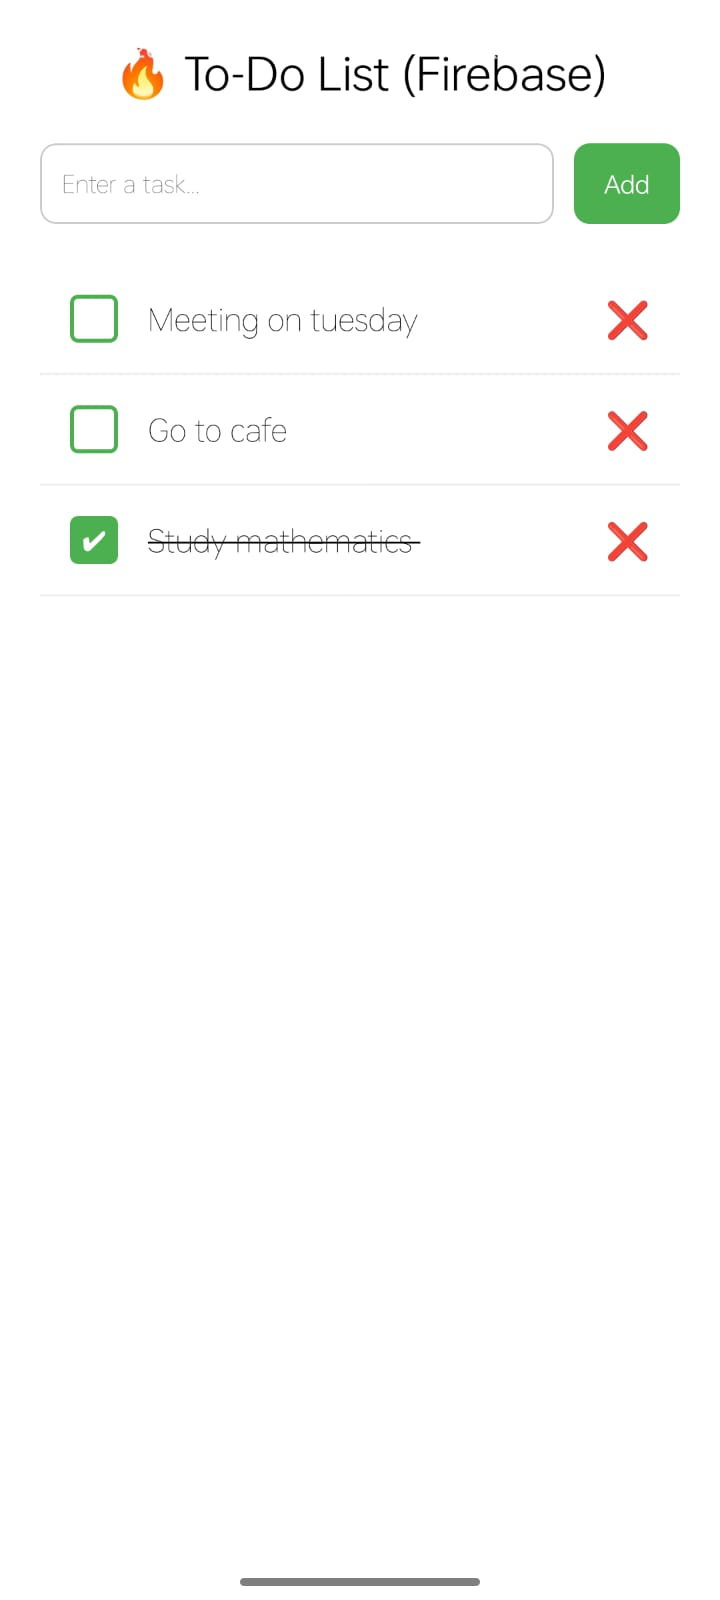 🔥 To-Do List (Firebase)
Enter a task...
Add
Meeting on tuesday
Go to cafe
Study mathematics